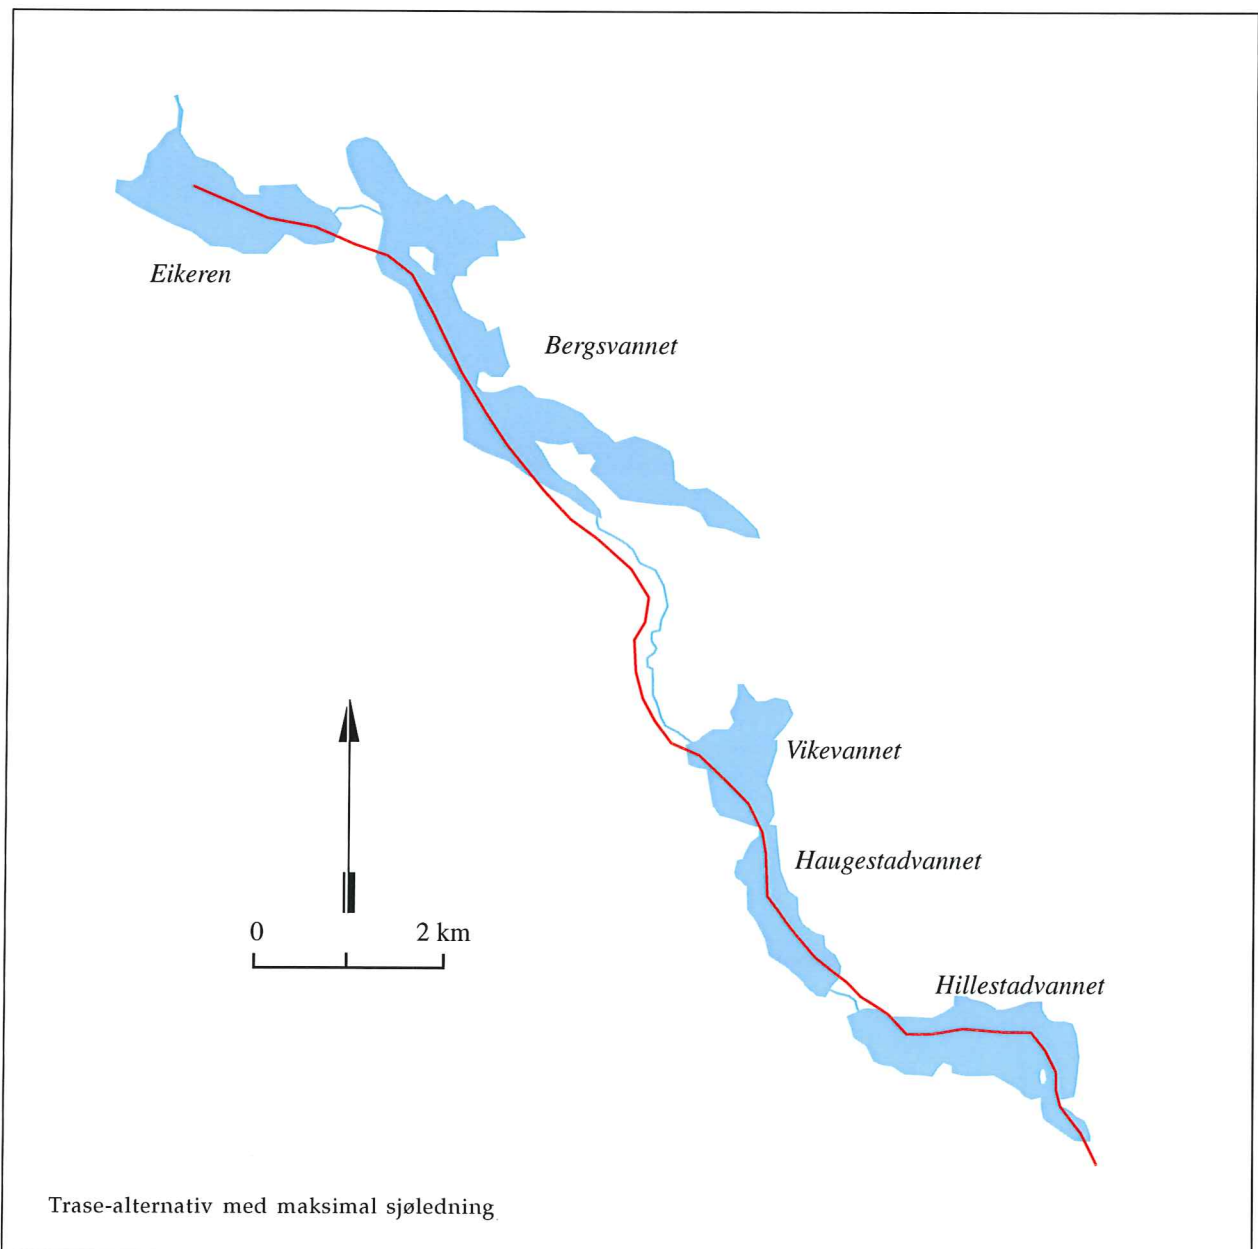 Eikeren
Bergsvannet
Vikevannet
Haugestadvannet
0 2 km
Hillestadvannet
Trase-alternativ med maksimal sjøledning